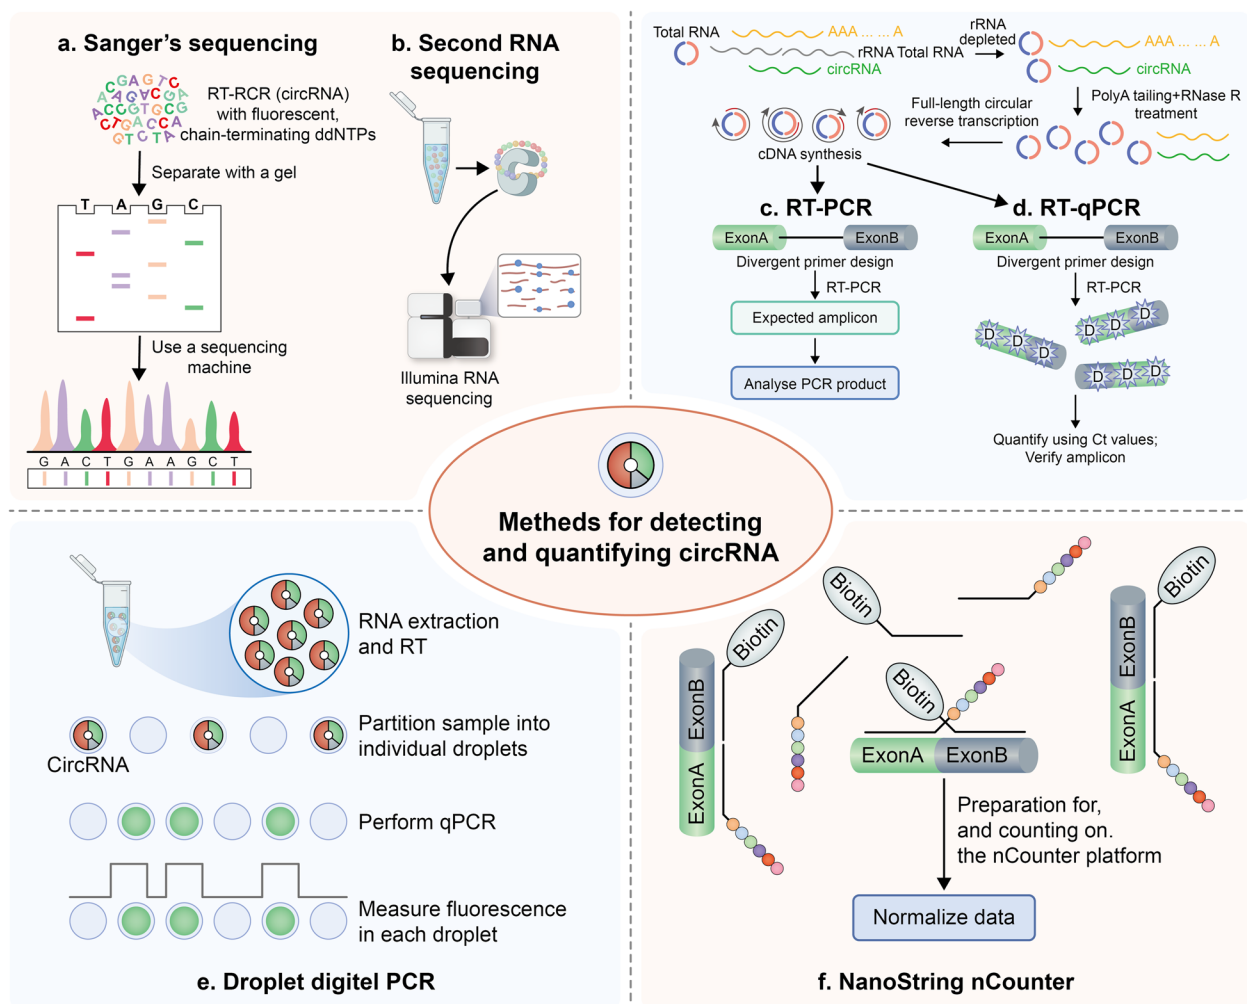 a. Sanger's sequencing
RT-RCR (circRNA)
with fluorescent,
chain-terminating ddNTPs
Separate with a gel
T A G C
Use a sequencing
machine
G A C T G A A G C T
b. Second RNA
sequencing
Illumina RNA
sequencing
Total RNA
AAA ... ... A
rRNA
circRNA
Total RNA
rRNA
depleted
AAA ... ... A
circRNA
PolyA tailing+RNase R
treatment
Full-length circular
reverse transcription
cDNA synthesis
c. RT-PCR
ExonA
ExonB
Divergent primer design
RT-PCR
Expected amplicon
Analyse PCR product
d. RT-qPCR
ExonA
ExonB
Divergent primer design
RT-PCR
D D D
D D D
D D D
Quantify using Ct values;
Verify amplicon
Metheds for detecting
and quantifying circRNA
RNA extraction
and RT
Partition sample into
individual droplets
CircRNA
Perform qPCR
Measure fluorescence
in each droplet
e. Droplet digitel PCR
Biotin
ExonB
ExonA
Biotin
Biotin
ExonA
ExonB
Biotin
ExonB
ExonA
Preparation for,
and counting on.
the nCounter platform
Normalize data
f. NanoString nCounter